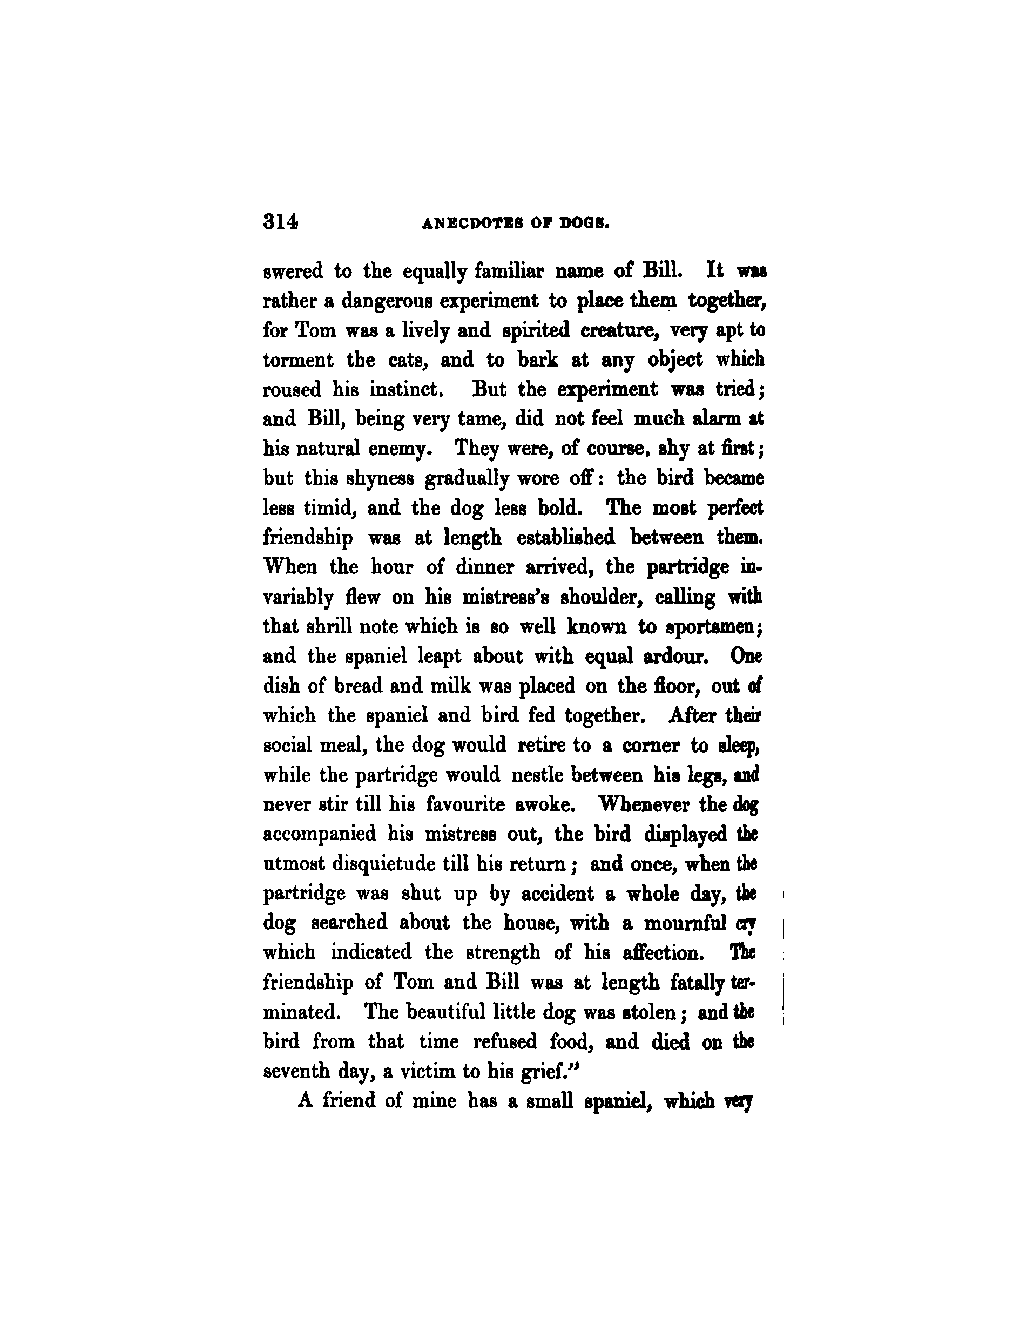 314 ANECDOTES OF DOGS.
swered to the equally familiar name of Bill. It was
rather a dangerous experiment to place them together,
for Tom was a lively and spirited creature, very apt to
torment the cats, and to bark at any object which
roused his instinct. But the experiment was tried;
and Bill, being very tame, did not feel much alarm at
his natural enemy. They were, of course, shy at first;
but this shyness gradually wore off: the bird became
less timid, and the dog less bold. The most perfect
friendship was at length established between them.
When the hour of dinner arrived, the partridge in-
variably flew on his mistress's shoulder, calling with
that shrill note which is so well known to sportsmen;
and the spaniel leapt about with equal ardour. One
dish of bread and milk was placed on the floor, out of
which the spaniel and bird fed together. After their
social meal, the dog would retire to a corner to sleep,
while the partridge would nestle between his legs, and
never stir till his favourite awoke. Whenever the dog
accompanied his mistress out, the bird displayed the
utmost disquietude till his return; and once, when the
partridge was shut up by accident a whole day, the
dog searched about the house, with a mournful cry
which indicated the strength of his affection. The
friendship of Tom and Bill was at length fatally ter-
minated. The beautiful little dog was stolen; and the
bird from that time refused food, and died on the
seventh day, a victim to his grief."
A friend of mine has a small spaniel, which very